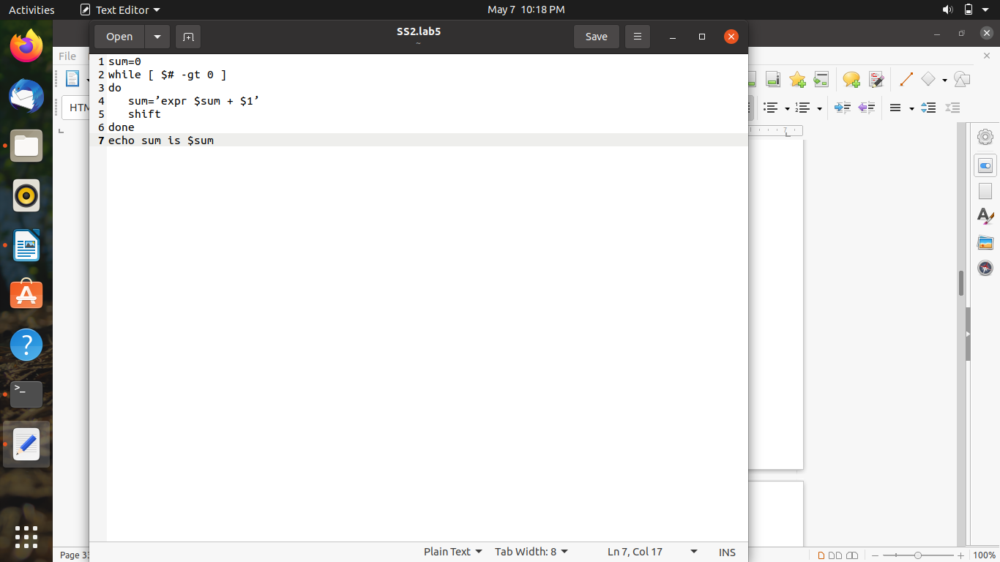 Activities Text Editor May 7 10:18 PM
Open SS2.lab5 Save
~
File
HTM
7
1 sum=0
2 while [ $# -gt 0 ]
3 do
4 sum=’expr $sum + $1’
5 shift
6 done
7 echo sum is $sum
Page 33
Plain Text Tab Width: 8 Ln 7, Col 17 INS
100%